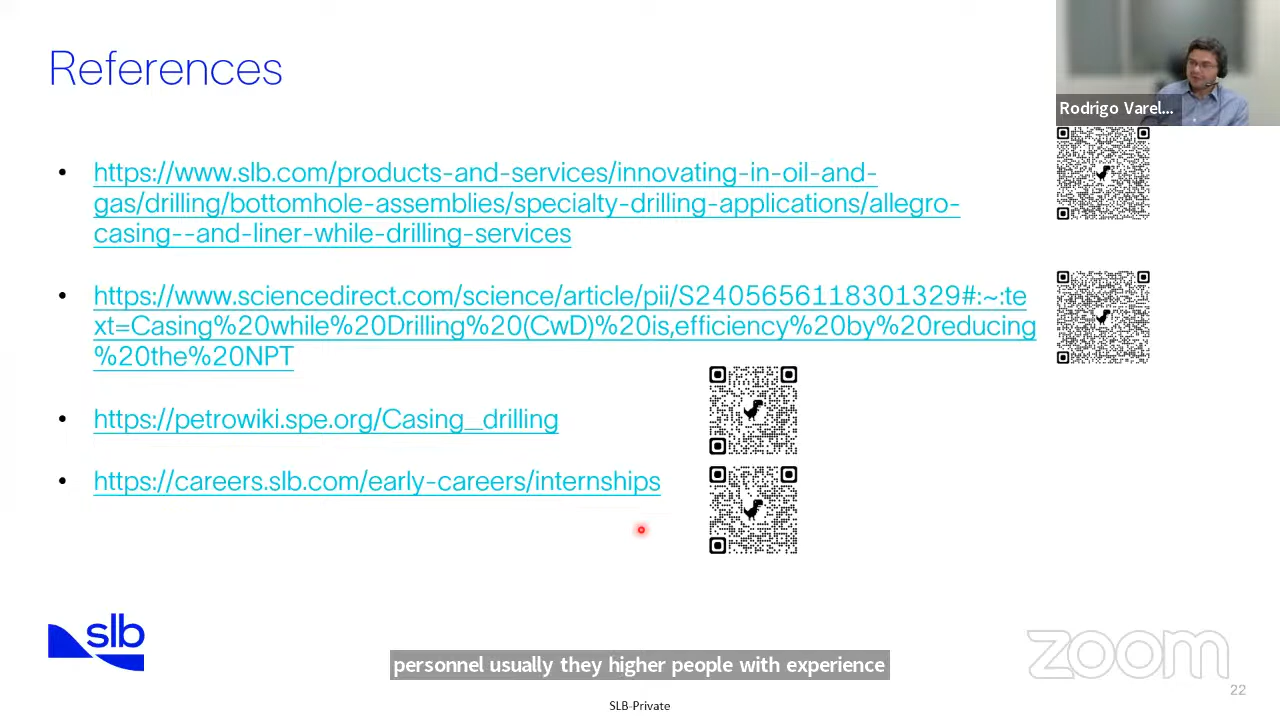 References
Rodrigo Varel...
• https://www.slb.com/products-and-services/innovating-in-oil-and-
gas/drilling/bottomhole-assemblies/specialty-drilling-applications/allegro-
casing--and-liner-while-drilling-services
• https://www.sciencedirect.com/science/article/pii/S2405656118301329#:~:te
xt=Casing%20while%20Drilling%20(CwD)%20is,efficiency%20by%20reducing
%20the%20NPT
• https://petrowiki.spe.org/Casing_drilling
• https://careers.slb.com/early-careers/internships
slb
personnel usually they higher people with experience
zoom
22
SLB-Private